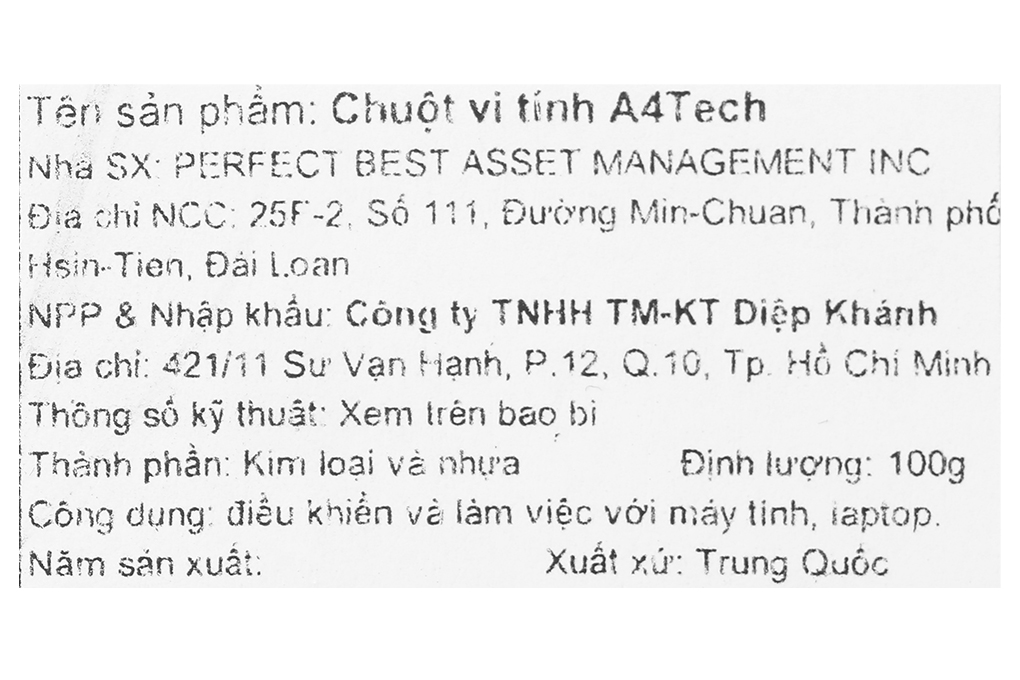 Tên sản phẩm: Chuột vi tính A4Tech
Nhà SX: PERFECT BEST ASSET MANAGEMENT INC
Địa chỉ NCC: 25F-2, Số 111, Đường Min-Chuan, Thành phố
Hsin-Tien, Đài Loan
NPP & Nhập khẩu: Công ty TNHH TM-KT Diệp Khánh
Địa chỉ: 421/11 Sư Vạn Hạnh, P.12, Q.10, Tp. Hồ Chí Minh
Thông số kỹ thuật: Xem trên bao bì
Thành phần: Kim loại và nhựa Định lượng: 100g
Công dụng: điều khiển và làm việc với máy tính, laptop.
Năm sản xuất: Xuất xứ: Trung Quốc